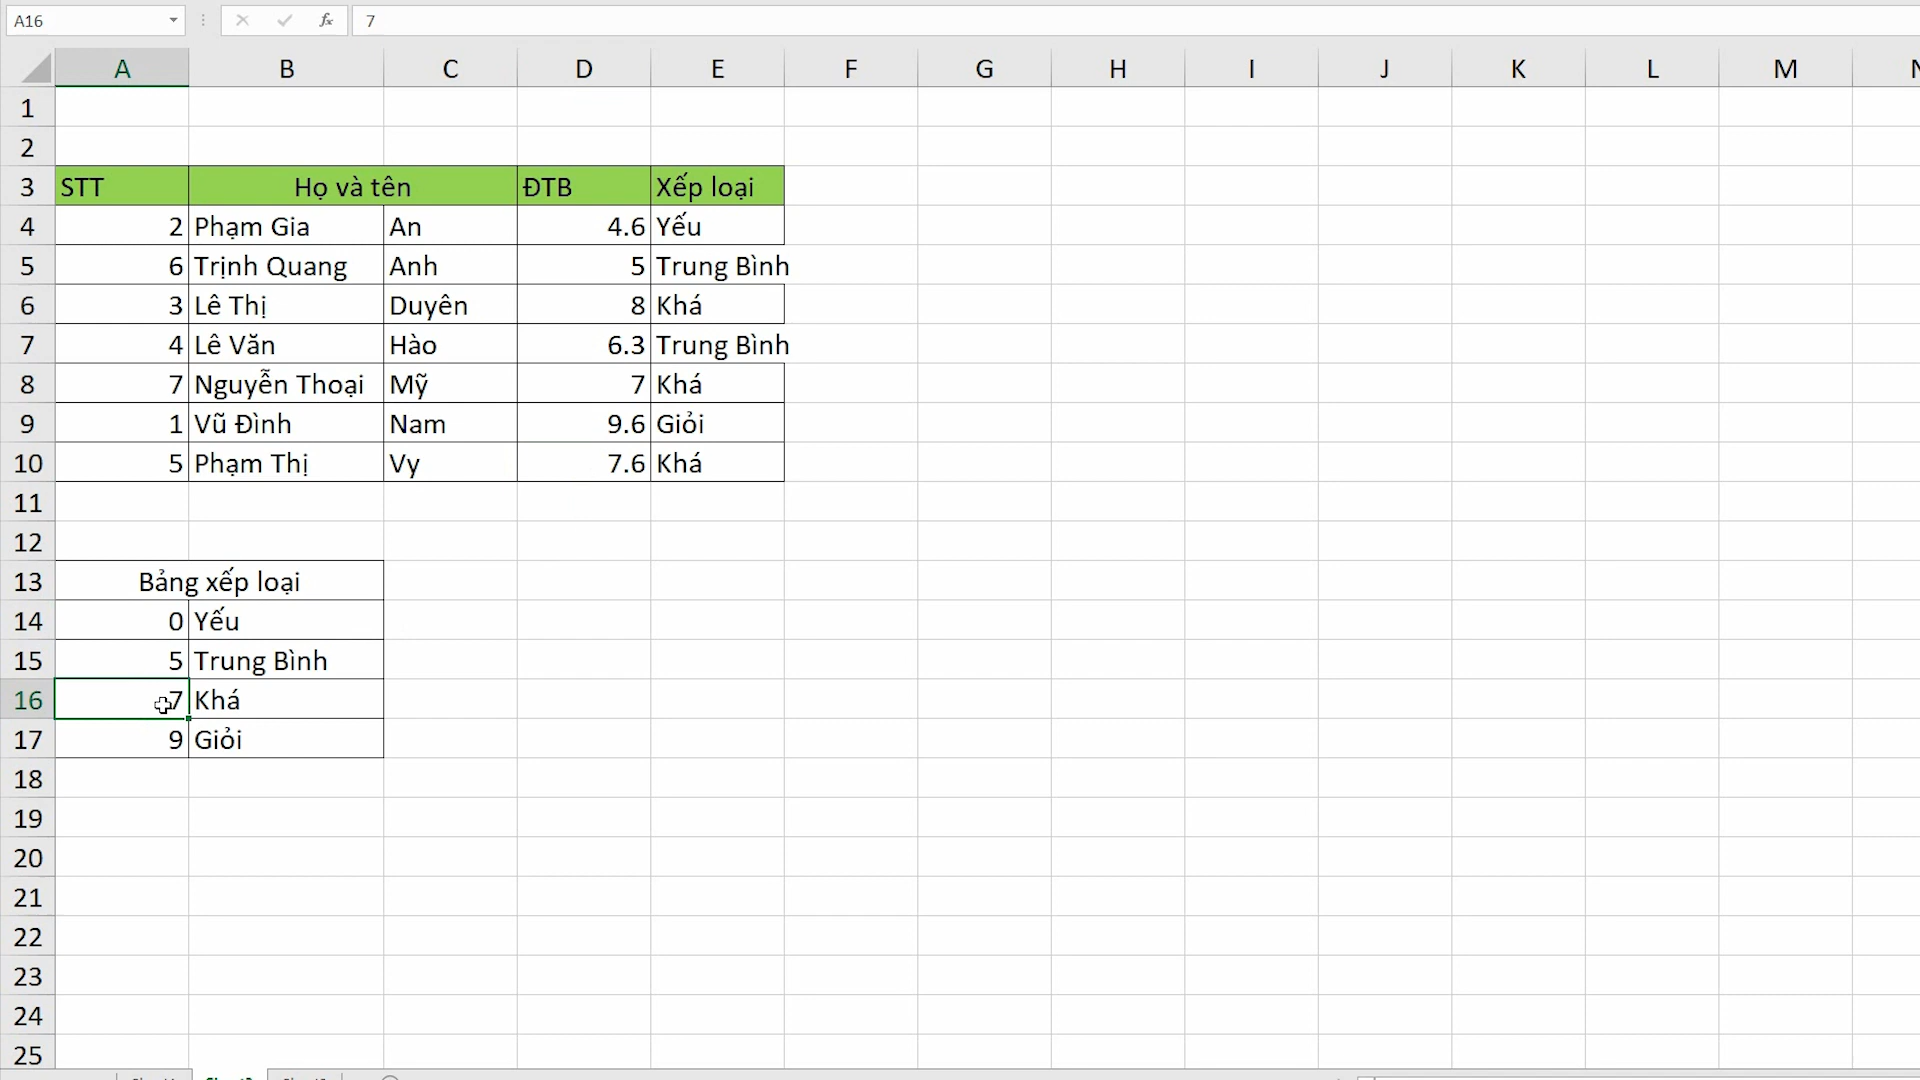 A16 fx 7
A B C D E F G H I J K L M
1
2
3 STT Họ và tên ĐTB Xếp loại
4 2 Phạm Gia An 4.6 Yếu
5 6 Trịnh Quang Anh 5 Trung Bình
6 3 Lê Thị Duyên 8 Khá
7 4 Lê Văn Hào 6.3 Trung Bình
8 7 Nguyễn Thoại Mỹ 7 Khá
9 1 Vũ Đình Nam 9.6 Giỏi
10 5 Phạm Thị Vy 7.6 Khá
11
12
13 Bảng xếp loại
14 0 Yếu
15 5 Trung Bình
16 7 Khá
17 9 Giỏi
18
19
20
21
22
23
24
25